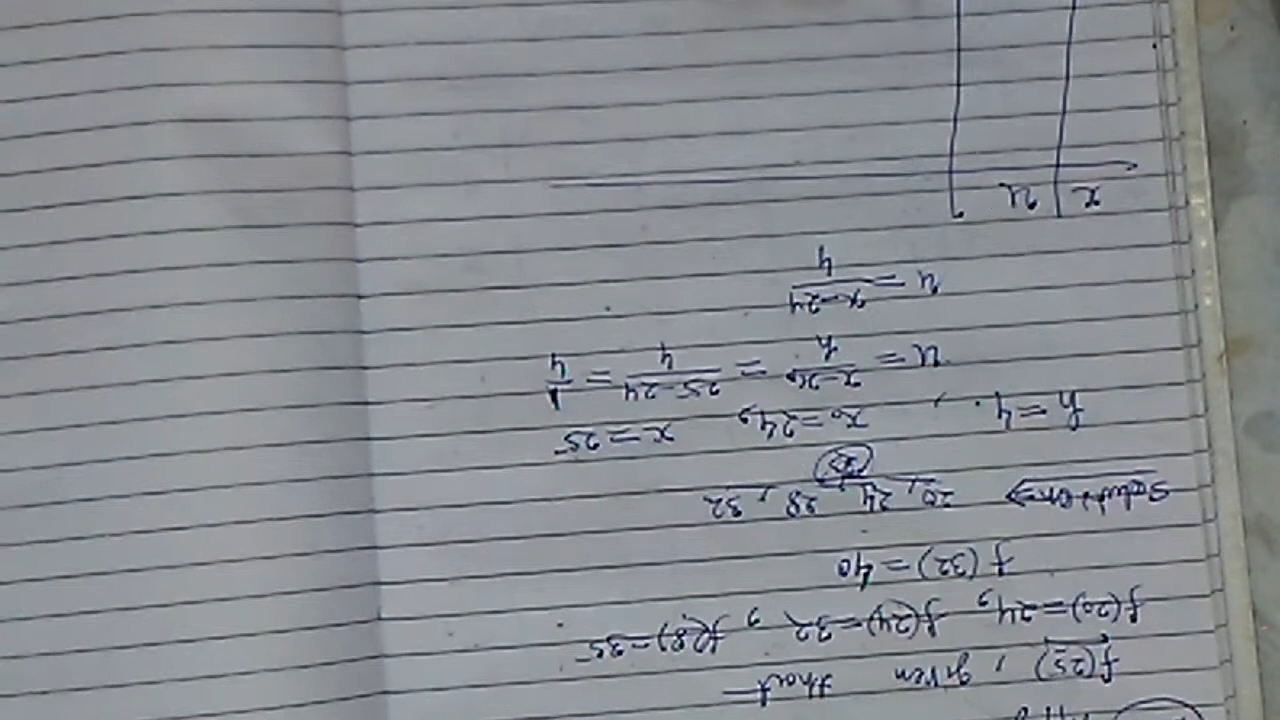 f(25), given that —
f(20)=24, f(24)=32, f(28)=35
f(32)=40
Solution → 20, 24, 28, 32
25
h=4, x₀=24, x=25
u = x-x₀/h = 25-24/4 = 1/4
u = x-24/4
x u